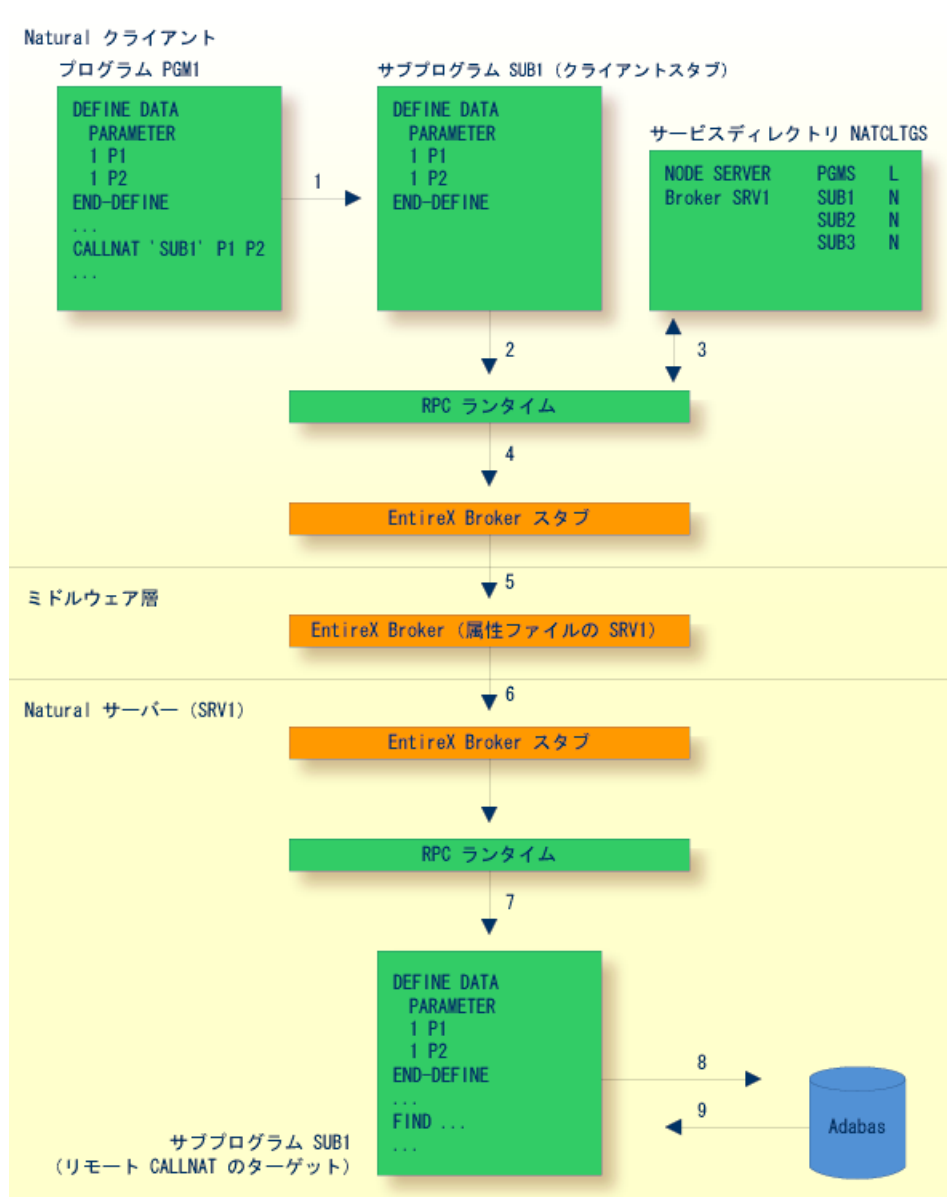 Natural クライアント
プログラム PGM1
DEFINE DATA
PARAMETER
1 P1
1 P2
END-DEFINE
...
CALLNAT 'SUB1' P1 P2
...
1
サブプログラム SUB1 (クライアントスタブ)
DEFINE DATA
PARAMETER
1 P1
1 P2
END-DEFINE
サービスディレクトリ NATCLTGS
NODE SERVER PGMS L
Broker SRV1 SUB1 N
SUB2 N
SUB3 N
2
3
RPC ランタイム
4
EntireX Broker スタブ
5
ミドルウェア層
EntireX Broker (属性ファイルの SRV1)
6
Natural サーバー (SRV1)
EntireX Broker スタブ
RPC ランタイム
7
DEFINE DATA
PARAMETER
1 P1
1 P2
END-DEFINE
...
FIND ...
...
サブプログラム SUB1
(リモート CALLNAT のターゲット)
8
9
Adabas